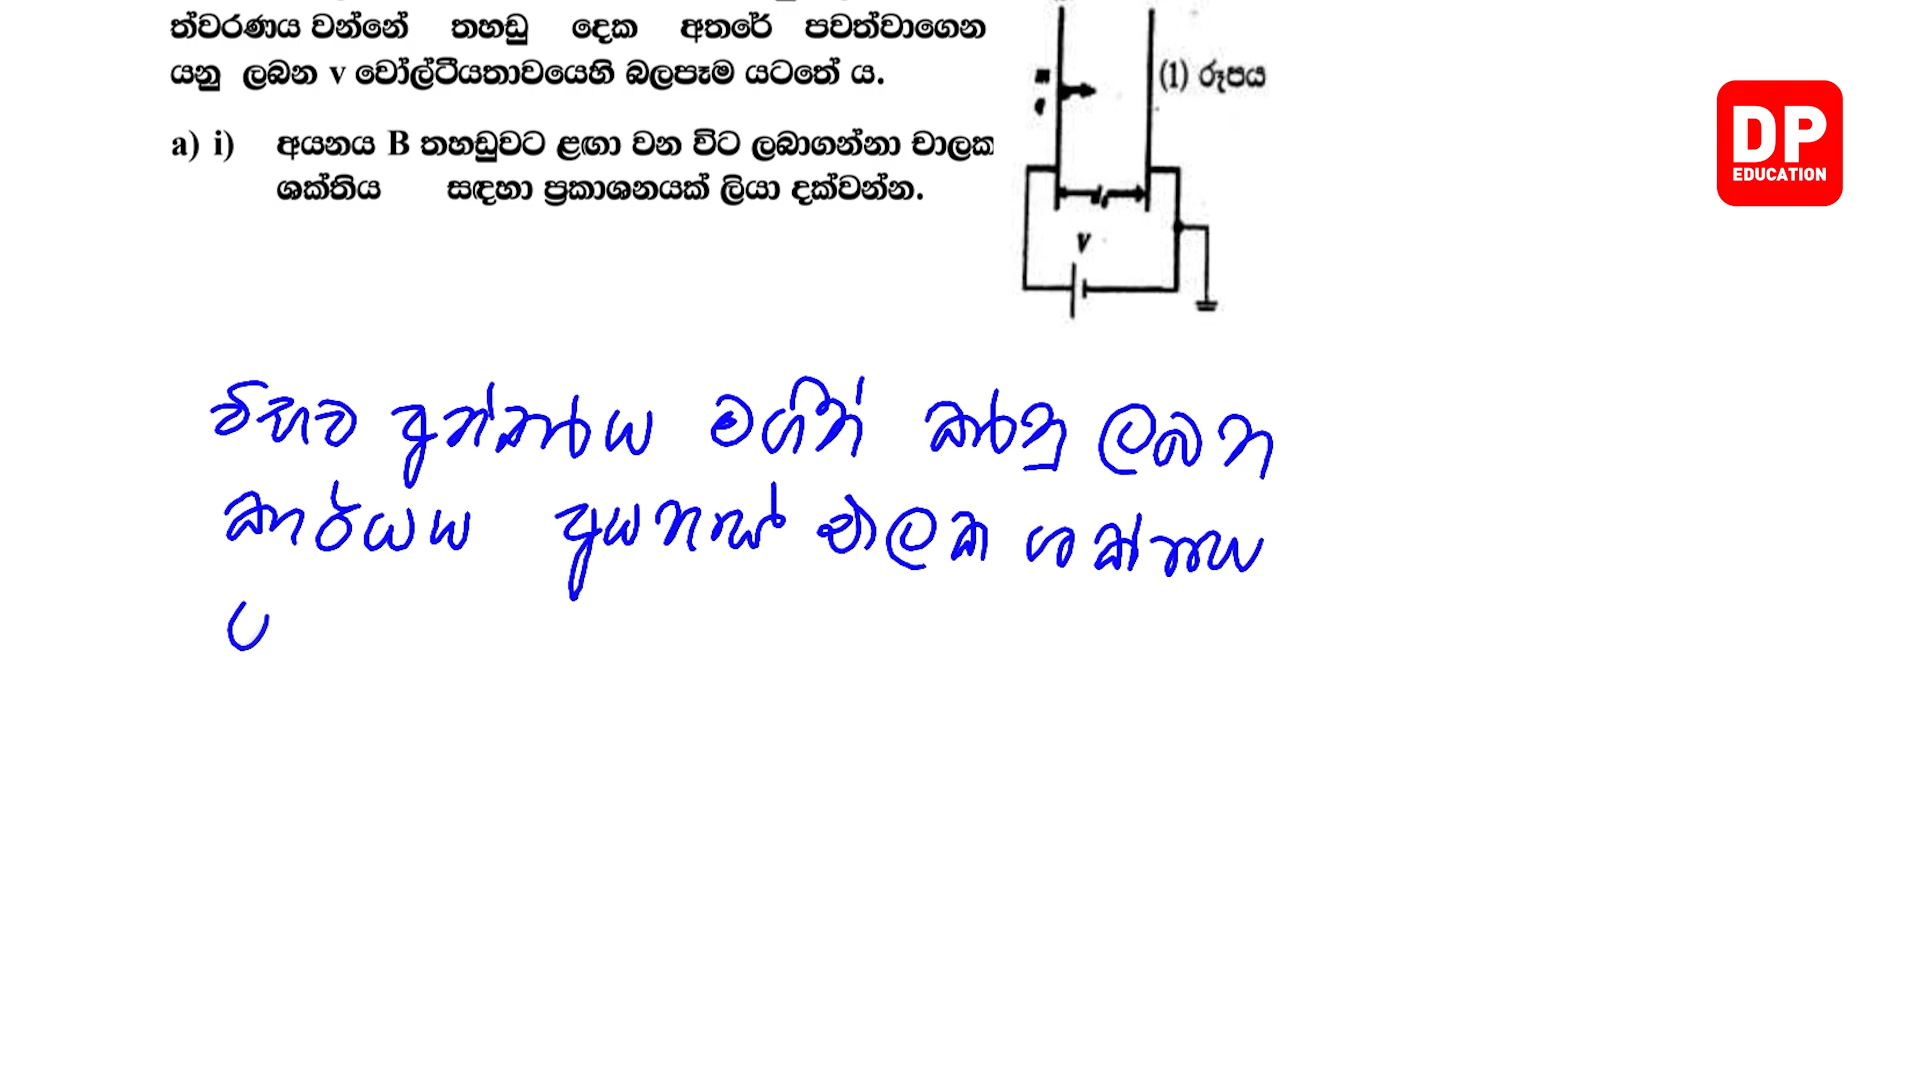 ත්වරණය වන්නේ තහඩු දෙක අතරේ පවත්වාගෙන
යනු ලබන v වෝල්ටීයතාවයෙහි බලපෑම යටතේ ය.
a) i) අයනය B තහඩුවට ළඟා වන විට ලබාගන්නා චාලක
ශක්තිය සඳහා ප්‍රකාශනයක් ලියා දක්වන්න.
(1) රූපය
V
DP
EDUCATION
විභව අන්තරය මගින් කරනු ලබන
කාර්යය අයනයේ චාලක ශක්තිය